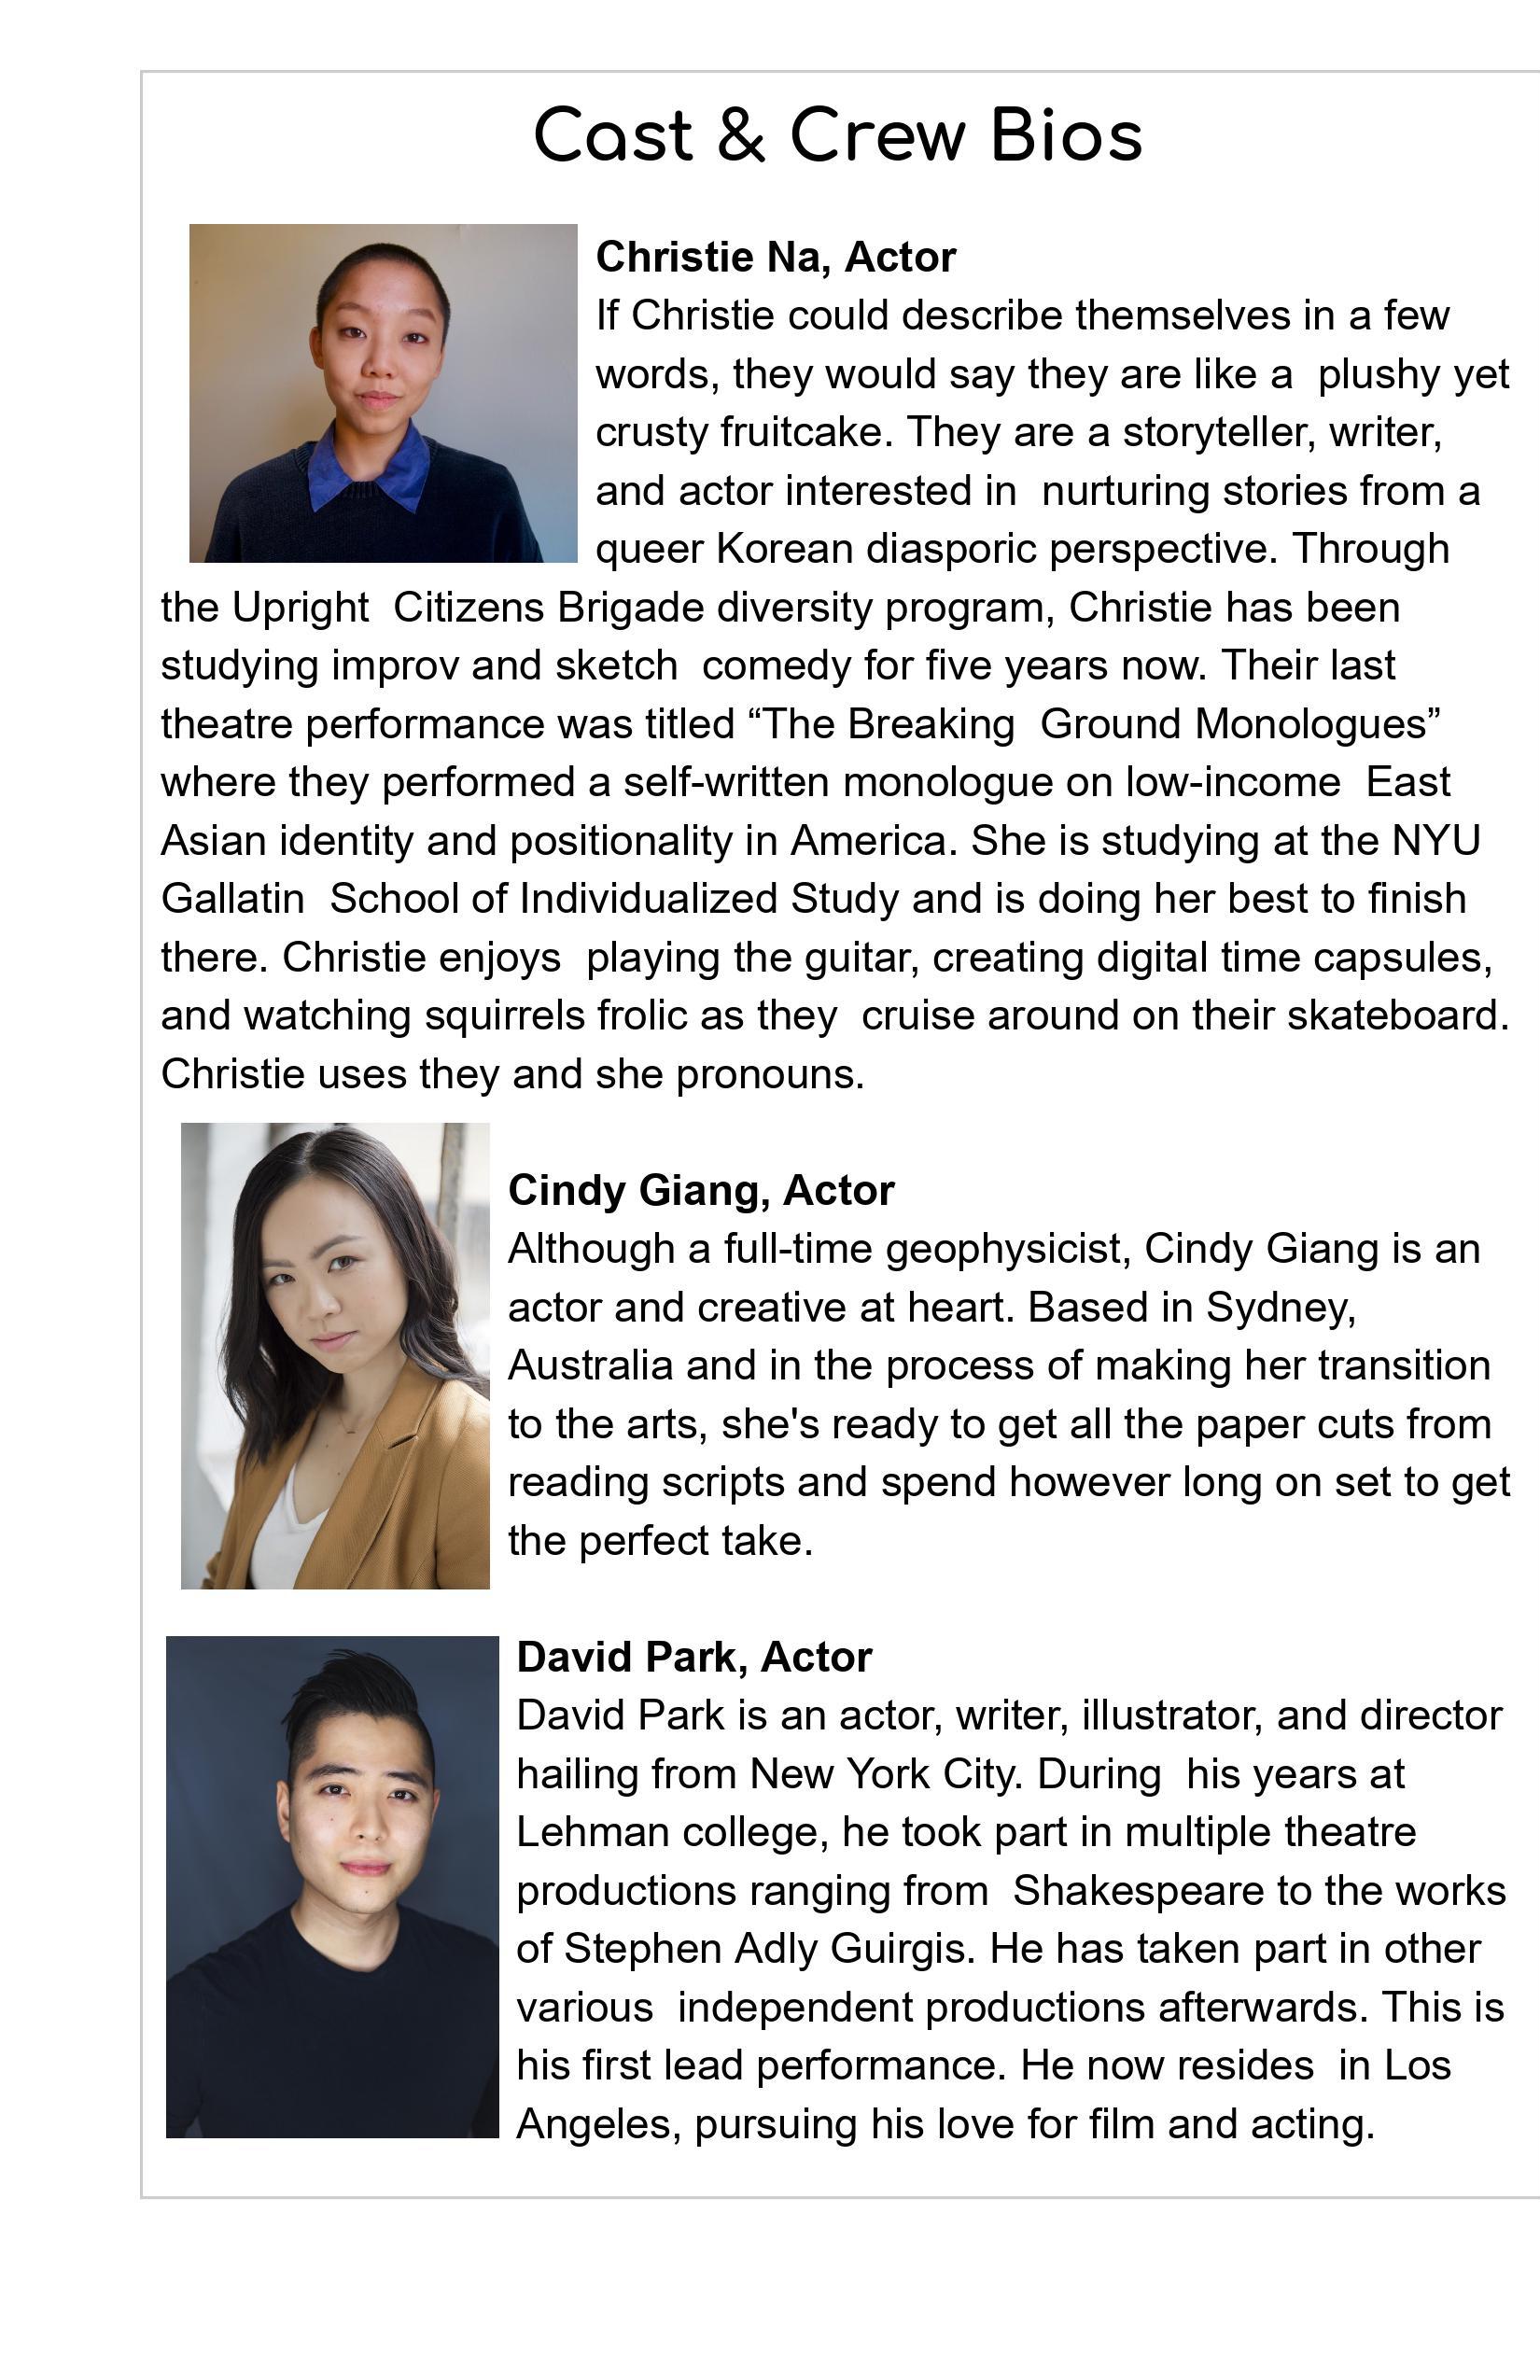 Cast & Crew Bios
Christie Na, Actor
If Christie could describe themselves in a few
words, they would say they are like a  plushy yet
crusty fruitcake. They are a storyteller, writer,
and actor interested in  nurturing stories from a
queer Korean diasporic perspective. Through
the Upright  Citizens Brigade diversity program, Christie has been
studying improv and sketch  comedy for five years now. Their last
theatre performance was titled “The Breaking  Ground Monologues”
where they performed a self-written monologue on low-income  East
Asian identity and positionality in America. She is studying at the NYU
Gallatin  School of Individualized Study and is doing her best to finish
there. Christie enjoys  playing the guitar, creating digital time capsules,
and watching squirrels frolic as they  cruise around on their skateboard.
Christie uses they and she pronouns.
Cindy Giang, Actor
Although a full-time geophysicist, Cindy Giang is an
actor and creative at heart. Based in Sydney,
Australia and in the process of making her transition
to the arts, she's ready to get all the paper cuts from
reading scripts and spend however long on set to get
the perfect take.
David Park, Actor
David Park is an actor, writer, illustrator, and director
hailing from New York City. During  his years at
Lehman college, he took part in multiple theatre
productions ranging from  Shakespeare to the works
of Stephen Adly Guirgis. He has taken part in other
various  independent productions afterwards. This is
his first lead performance. He now resides  in Los
Angeles, pursuing his love for film and acting.